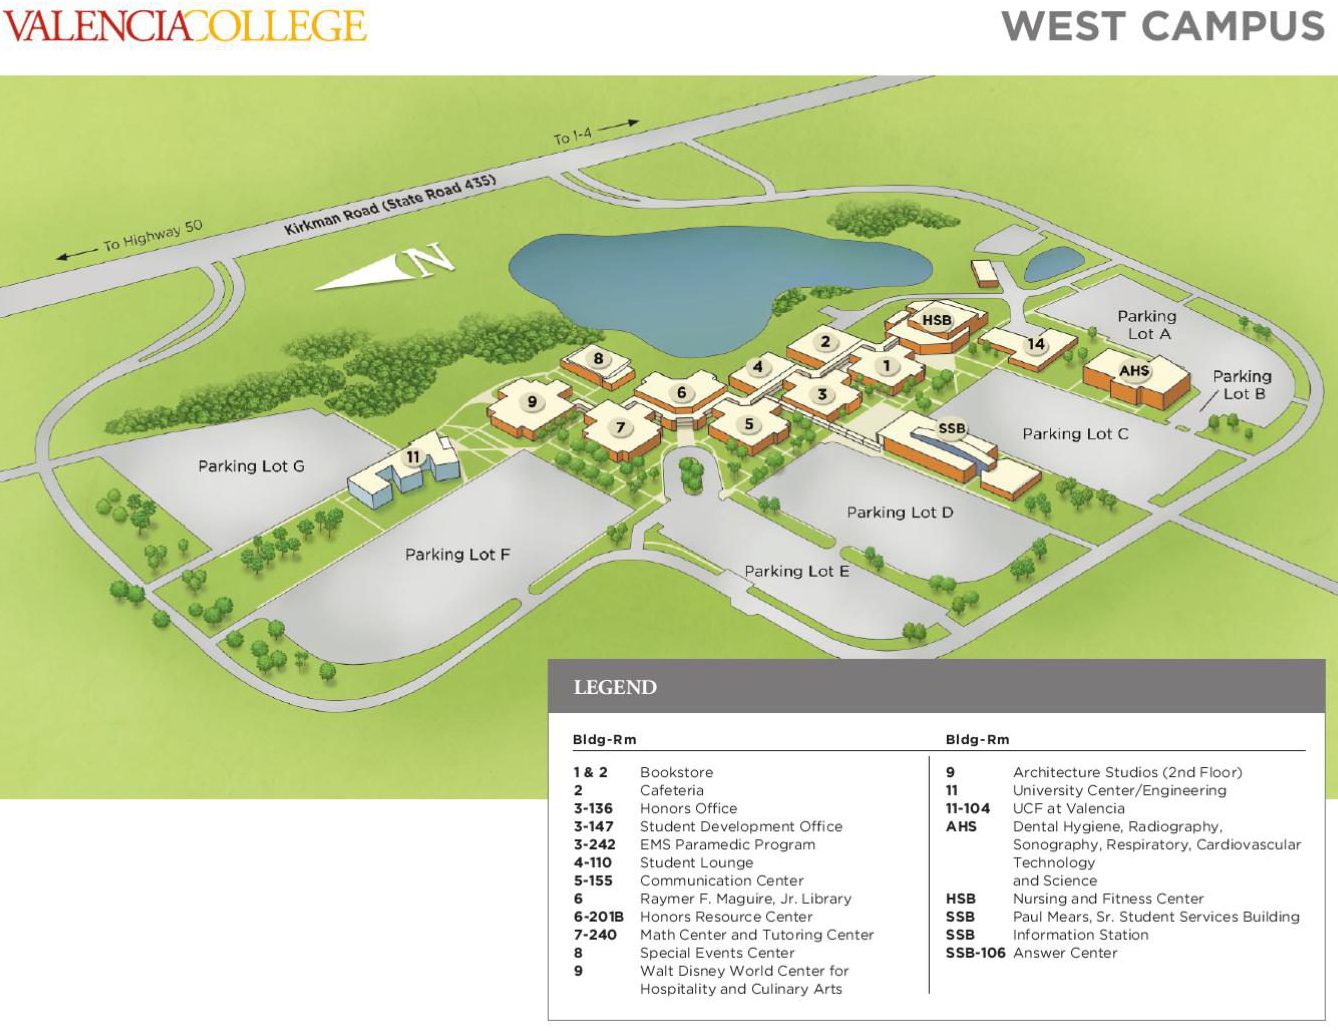 VALENCIACOLLEGE
WEST CAMPUS
To I-4
Kirkman Road (State Road 435)
To Highway 50
N
HSB
Parking
Lot A
2
14
8
4
1
AHS
Parking
Lot B
6
3
9
7
5
SSB
Parking Lot C
11
Parking Lot G
Parking Lot D
Parking Lot F
Parking Lot E
LEGEND
Bldg-Rm
1 & 2 Bookstore
2 Cafeteria
3-136 Honors Office
3-147 Student Development Office
3-242 EMS Paramedic Program
4-110 Student Lounge
5-155 Communication Center
6 Raymer F. Maguire, Jr. Library
6-201B Honors Resource Center
7-240 Math Center and Tutoring Center
8 Special Events Center
9 Walt Disney World Center for
Hospitality and Culinary Arts
Bldg-Rm
9 Architecture Studios (2nd Floor)
11 University Center/Engineering
11-104 UCF at Valencia
AHS Dental Hygiene, Radiography,
Sonography, Respiratory, Cardiovascular
Technology
and Science
HSB Nursing and Fitness Center
SSB Paul Mears, Sr. Student Services Building
SSB Information Station
SSB-106 Answer Center